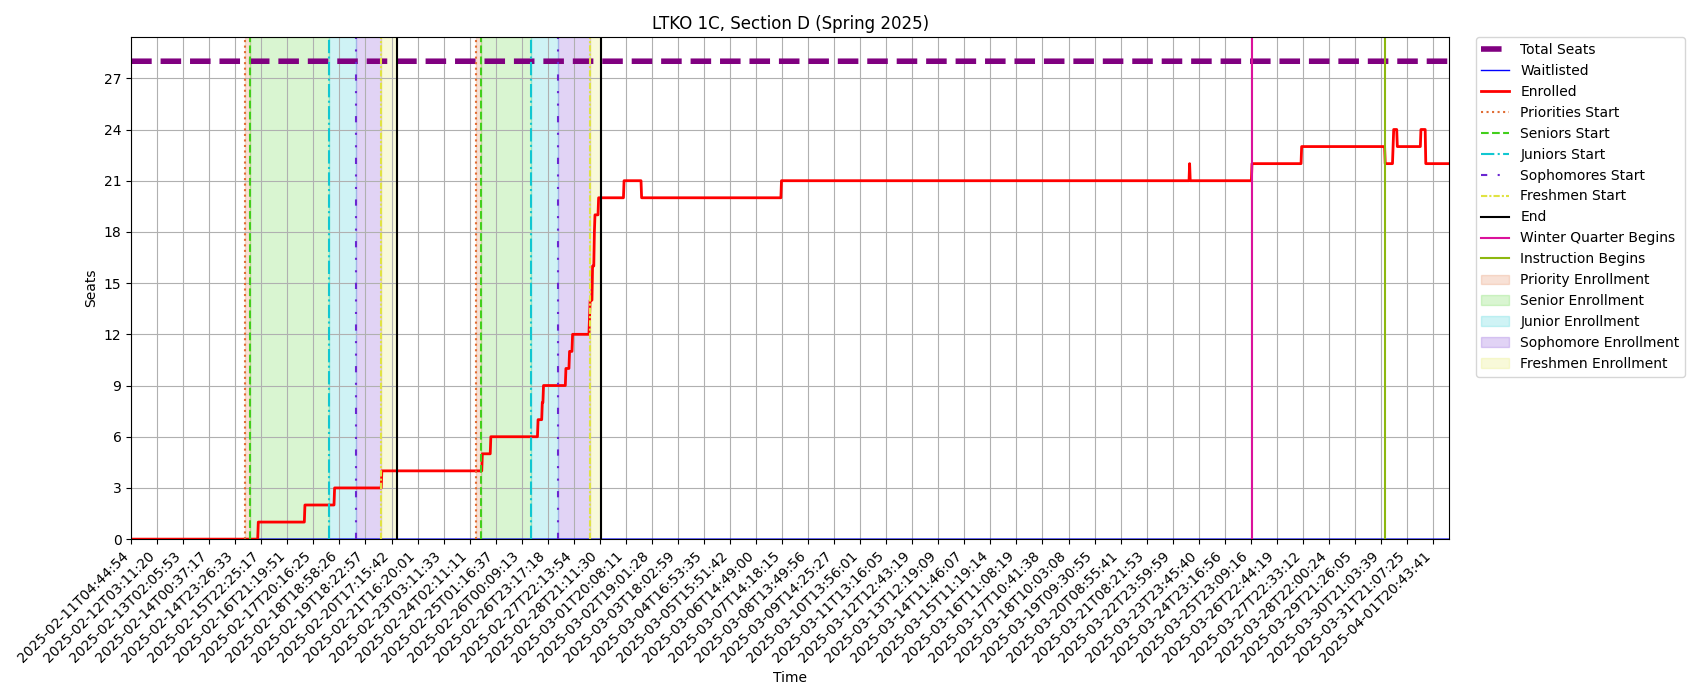 LTKO 1C, Section D (Spring 2025)
Total Seats
Waitlisted
Enrolled
Priorities Start
Seniors Start
Juniors Start
Sophomores Start
Freshmen Start
End
Winter Quarter Begins
Instruction Begins
Priority Enrollment
Senior Enrollment
Junior Enrollment
Sophomore Enrollment
Freshmen Enrollment
Seats
27
24
21
18
15
12
9
6
3
0
2025-02-11T04:44:54
2025-02-12T03:11:20
2025-02-13T02:05:53
2025-02-14T00:37:17
2025-02-14T23:26:33
2025-02-15T22:25:17
2025-02-16T21:19:51
2025-02-17T20:16:25
2025-02-18T18:58:26
2025-02-19T18:22:57
2025-02-20T17:15:42
2025-02-21T16:20:01
2025-02-23T03:11:33
2025-02-24T02:11:11
2025-02-25T01:16:37
2025-02-26T00:09:13
2025-02-26T23:17:18
2025-02-27T22:13:54
2025-02-28T21:11:30
2025-03-01T20:08:11
2025-03-02T19:01:28
2025-03-03T18:02:59
2025-03-04T16:53:35
2025-03-05T15:51:42
2025-03-06T14:49:00
2025-03-07T14:18:15
2025-03-08T13:49:56
2025-03-09T14:25:27
2025-03-10T13:56:01
2025-03-11T13:16:05
2025-03-12T12:43:19
2025-03-13T12:19:09
2025-03-14T11:46:07
2025-03-15T11:19:14
2025-03-16T11:08:19
2025-03-17T10:41:38
2025-03-18T10:03:08
2025-03-19T09:30:55
2025-03-20T08:55:41
2025-03-21T08:21:53
2025-03-22T23:59:59
2025-03-23T23:45:40
2025-03-24T23:16:56
2025-03-25T23:09:16
2025-03-26T22:44:19
2025-03-27T22:33:12
2025-03-28T22:00:24
2025-03-29T21:26:05
2025-03-30T21:03:39
2025-03-31T21:07:25
2025-04-01T20:43:41
Time